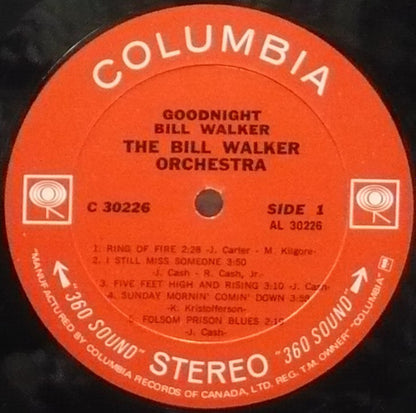 COLUMBIA
GOODNIGHT
BILL WALKER
THE BILL WALKER
ORCHESTRA
C 30226
SIDE 1
AL 30226
1. RING OF FIRE 2:28 -J. Carter - M. Kilgore-
2. I STILL MISS SOMEONE 3:50
J. Cash - R. Cash, Jr.-
3. FIVE FEET HIGH AND RISING 3:10 -J. Cash-
4. SUNDAY MORNIN' COMIN' DOWN 3:58
-K. Kristofferson-
5. FOLSOM PRISON BLUES
-J. Cash-
"360 SOUND" STEREO "360 SOUND"
"COLUMBIA"
MANUFACTURED BY COLUMBIA RECORDS OF CANADA, LTD. REG. T.M. OWNER